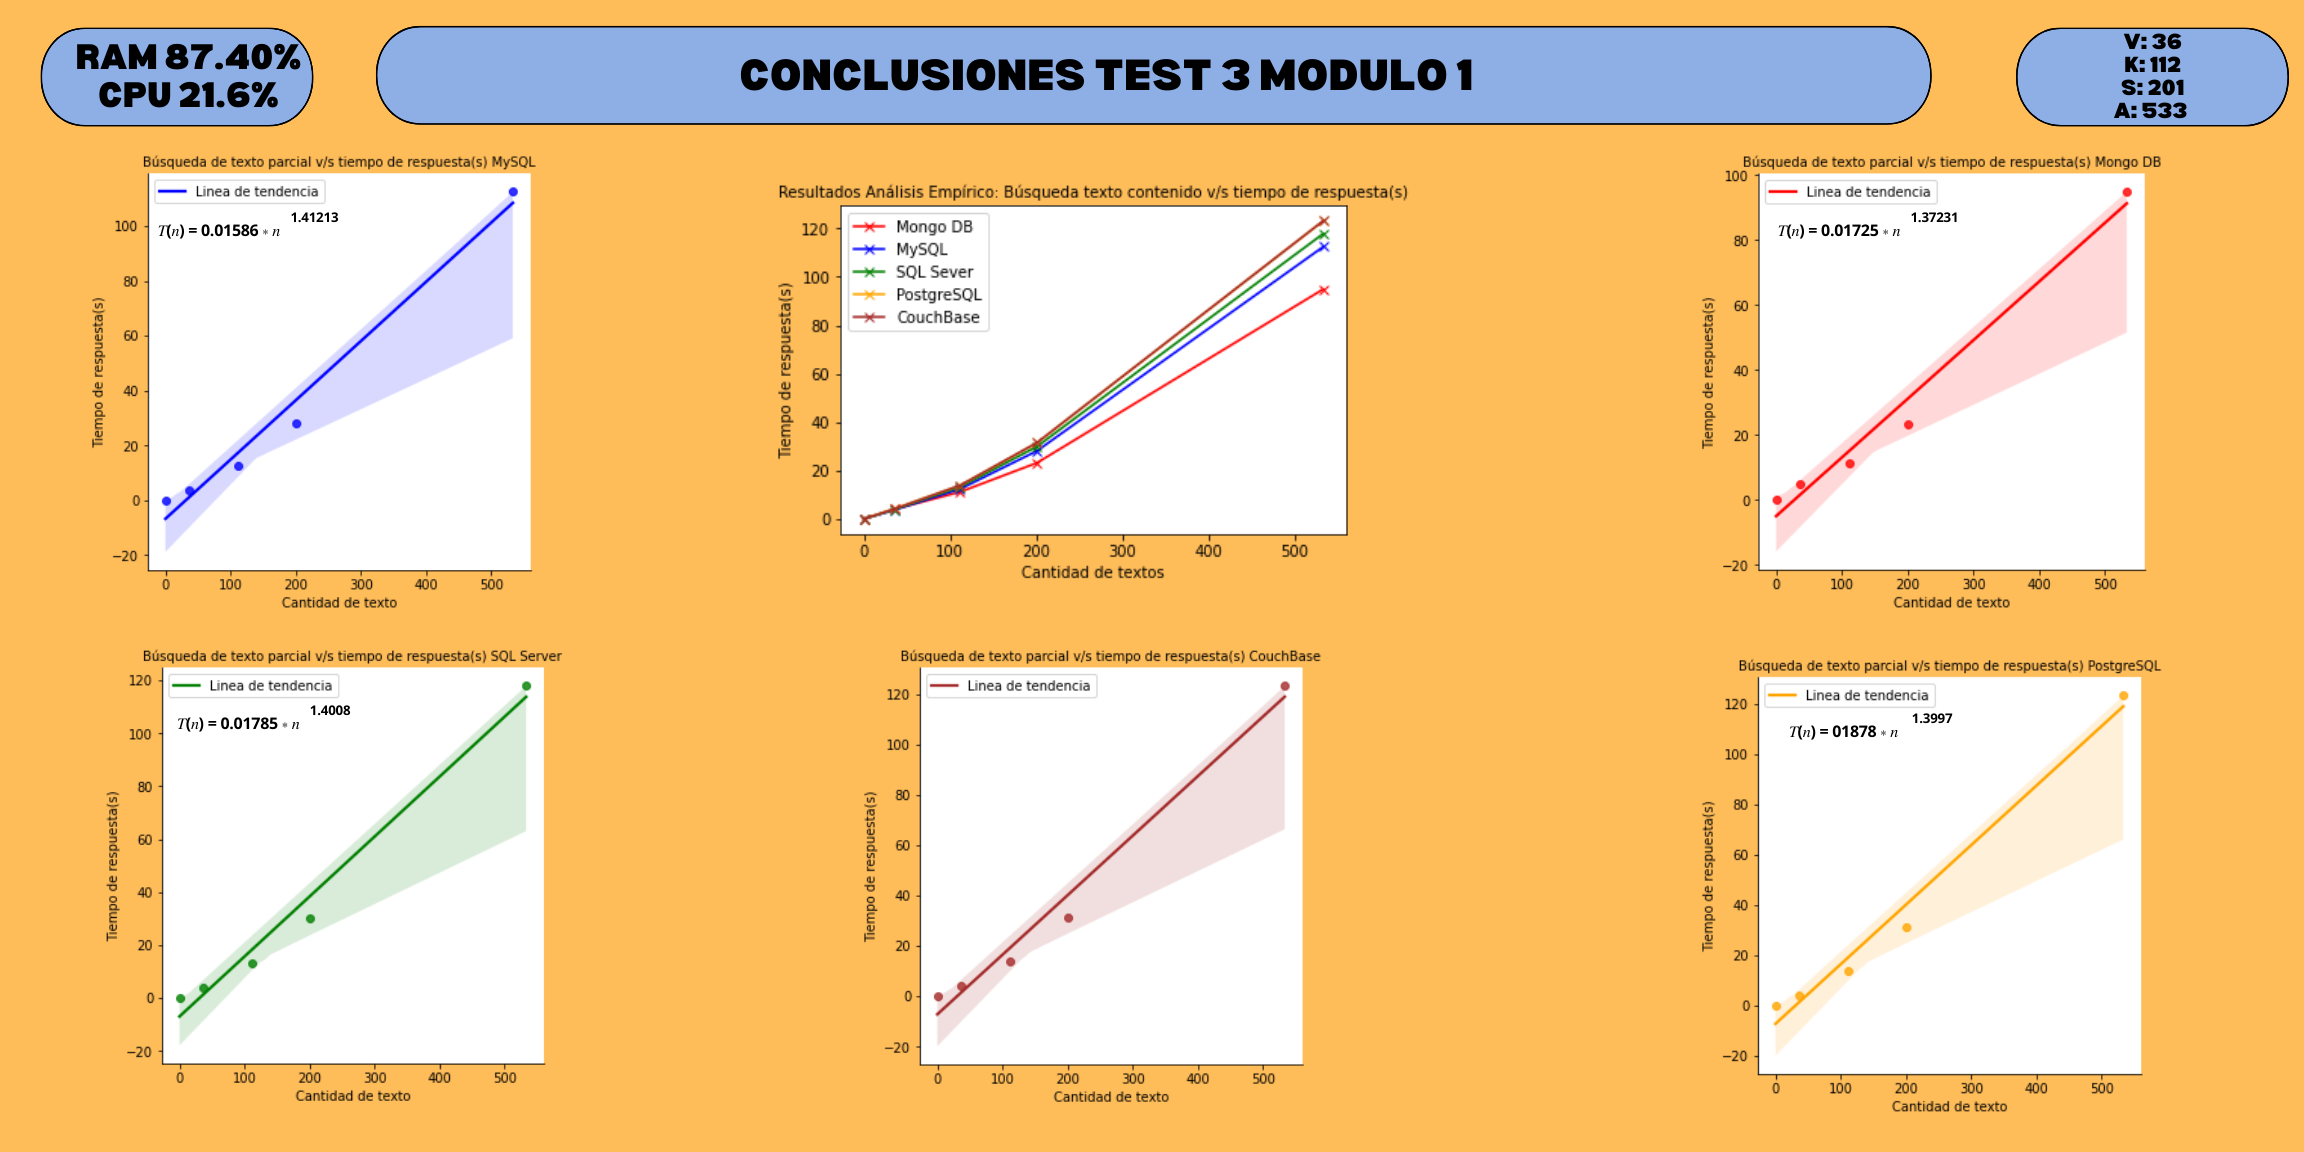 RAM 87.40%
CPU 21.6%
CONCLUSIONES TEST 3 MODULO 1
V: 36
K: 112
S: 201
A: 533
Búsqueda de texto parcial v/s tiempo de respuesta(s) MySQL
Linea de tendencia
T(n) = 0.01586 * n 1.41213
100
80
60
40
20
0
−20
Tiempo de respuesta(s)
0 100 200 300 400 500
Cantidad de texto
Resultados Análisis Empírico: Búsqueda texto contenido v/s tiempo de respuesta(s)
Mongo DB
MySQL
SQL Sever
PostgreSQL
CouchBase
120
100
80
60
40
20
0
Tiempo de respuesta(s)
0 100 200 300 400 500
Cantidad de textos
Búsqueda de texto parcial v/s tiempo de respuesta(s) Mongo DB
Linea de tendencia
T(n) = 0.01725 * n 1.37231
100
80
60
40
20
0
−20
Tiempo de respuesta(s)
0 100 200 300 400 500
Cantidad de texto
Búsqueda de texto parcial v/s tiempo de respuesta(s) SQL Server
Linea de tendencia
T(n) = 0.01785 * n 1.4008
120
100
80
60
40
20
0
−20
Tiempo de respuesta(s)
0 100 200 300 400 500
Cantidad de texto
Búsqueda de texto parcial v/s tiempo de respuesta(s) CouchBase
Linea de tendencia
120
100
80
60
40
20
0
−20
Tiempo de respuesta(s)
0 100 200 300 400 500
Cantidad de texto
Búsqueda de texto parcial v/s tiempo de respuesta(s) PostgreSQL
Linea de tendencia
T(n) = 01878 * n 1.3997
120
100
80
60
40
20
0
−20
Tiempo de respuesta(s)
0 100 200 300 400 500
Cantidad de texto